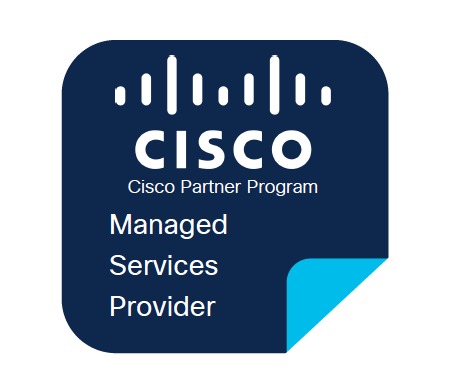 CISCO
Cisco Partner Program
Managed
Services
Provider